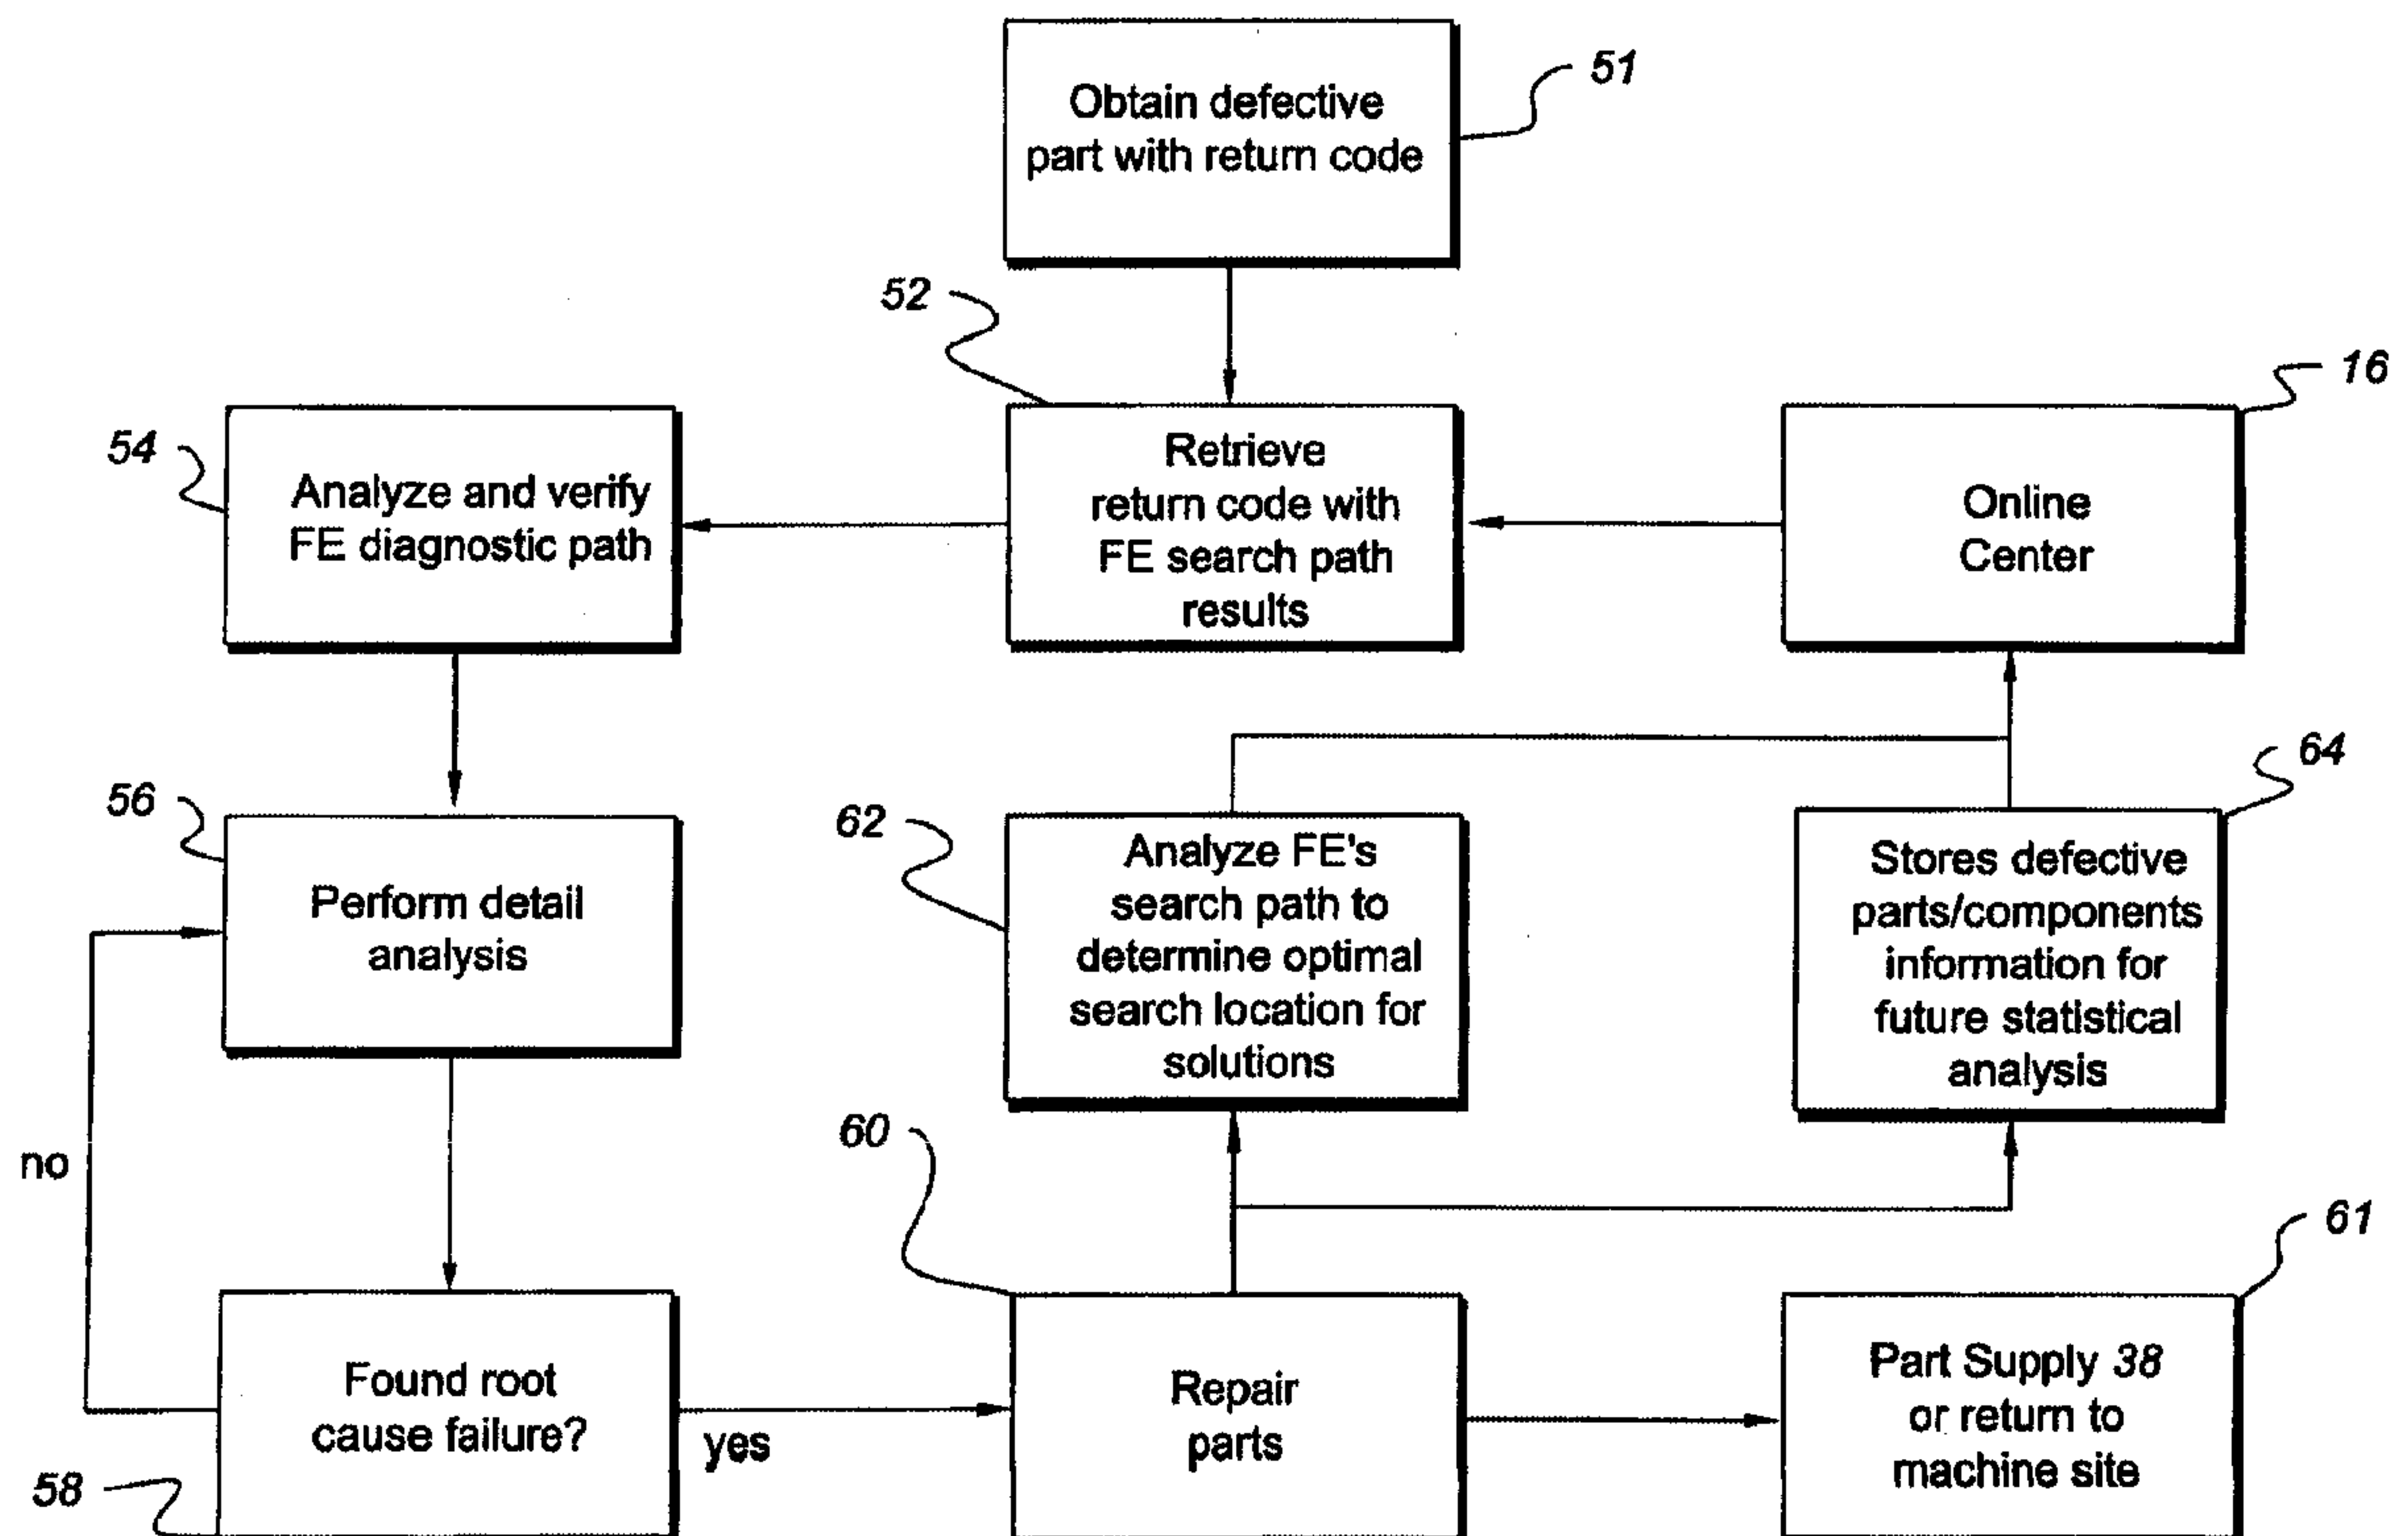 Obtain defective
part with return code
51
52
Retrieve
return code with
FE search path
results
16
Online
Center
54
Analyze and verify
FE diagnostic path
56
Perform detail
analysis
62
Analyze FE's
search path to
determine optimal
search location for
solutions
64
Stores defective
parts/components
information for
future statistical
analysis
no
58
Found root
cause failure?
yes
60
Repair
parts
61
Part Supply 38
or return to
machine site